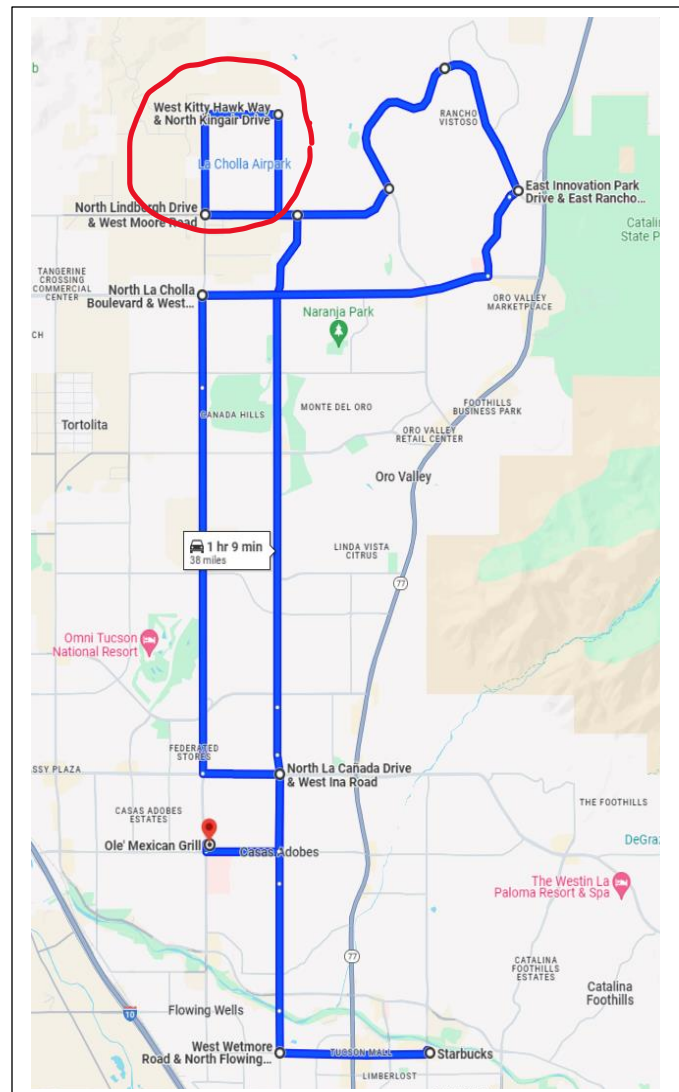 b
West Kitty Hawk Way
& North Kingair Drive
RANCHO
VISTOSO
La Cholla Airpark
East Innovation Park
Drive & East Rancho...
North Lindbergh Drive
& West Moore Road
Catali
State P
TANGERINE
CROSSING
COMMERCIAL
CENTER
North La Cholla
Boulevard & West...
ORO VALLEY
MARKETPLACE
Naranja Park
CH
CANADA HILLS
MONTE DEL ORO
FOOTHILLS
BUSINESS PARK
Tortolita
ORO VALLEY
RETAIL CENTER
Oro Valley
1 hr 9 min
38 miles
LINDA VISTA
CITRUS
77
Omni Tucson
National Resort
FEDERATED
STORES
ASSY PLAZA
North La Cañada Drive
& West Ina Road
CASAS ADOBES
ESTATES
THE FOOTHILLS
Ole' Mexican Grill
Casas Adobes
DeGraz
The Westin La
Paloma Resort & Spa
77
CATALINA
FOOTHILLS
ESTATES
Catalina
Foothills
10
Flowing Wells
West Wetmore
Road & North Flowing...
TUCSON MALL
Starbucks
LIMBERLOST